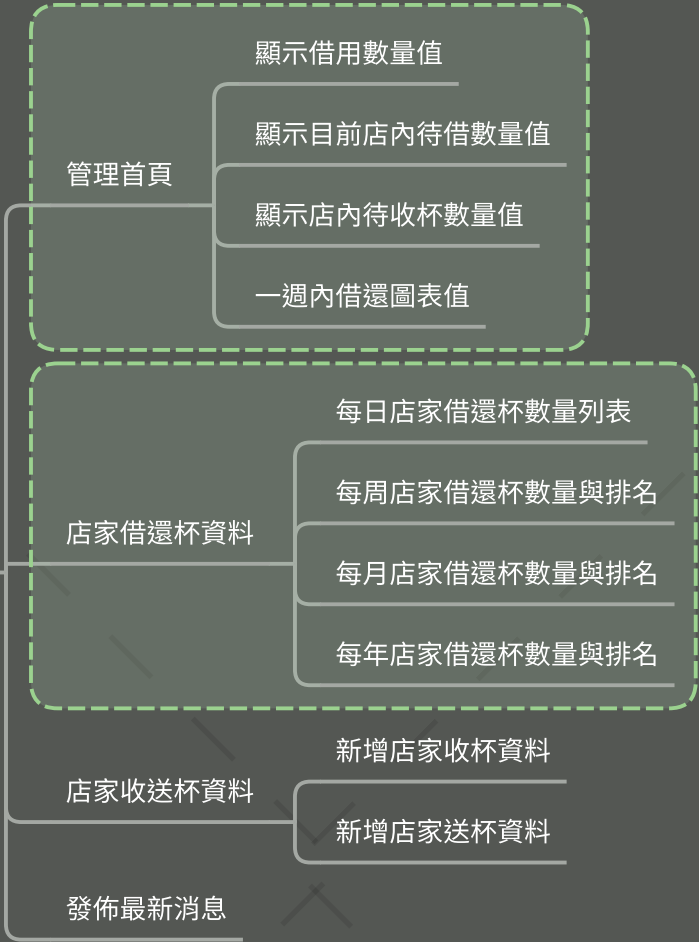 管理首頁
顯示借用數量值
顯示目前店內待借數量值
顯示店內待收杯數量值
一週內借還圖表值
店家借還杯資料
每日店家借還杯數量列表
每周店家借還杯數量與排名
每月店家借還杯數量與排名
每年店家借還杯數量與排名
店家收送杯資料
新增店家收杯資料
新增店家送杯資料
發佈最新消息